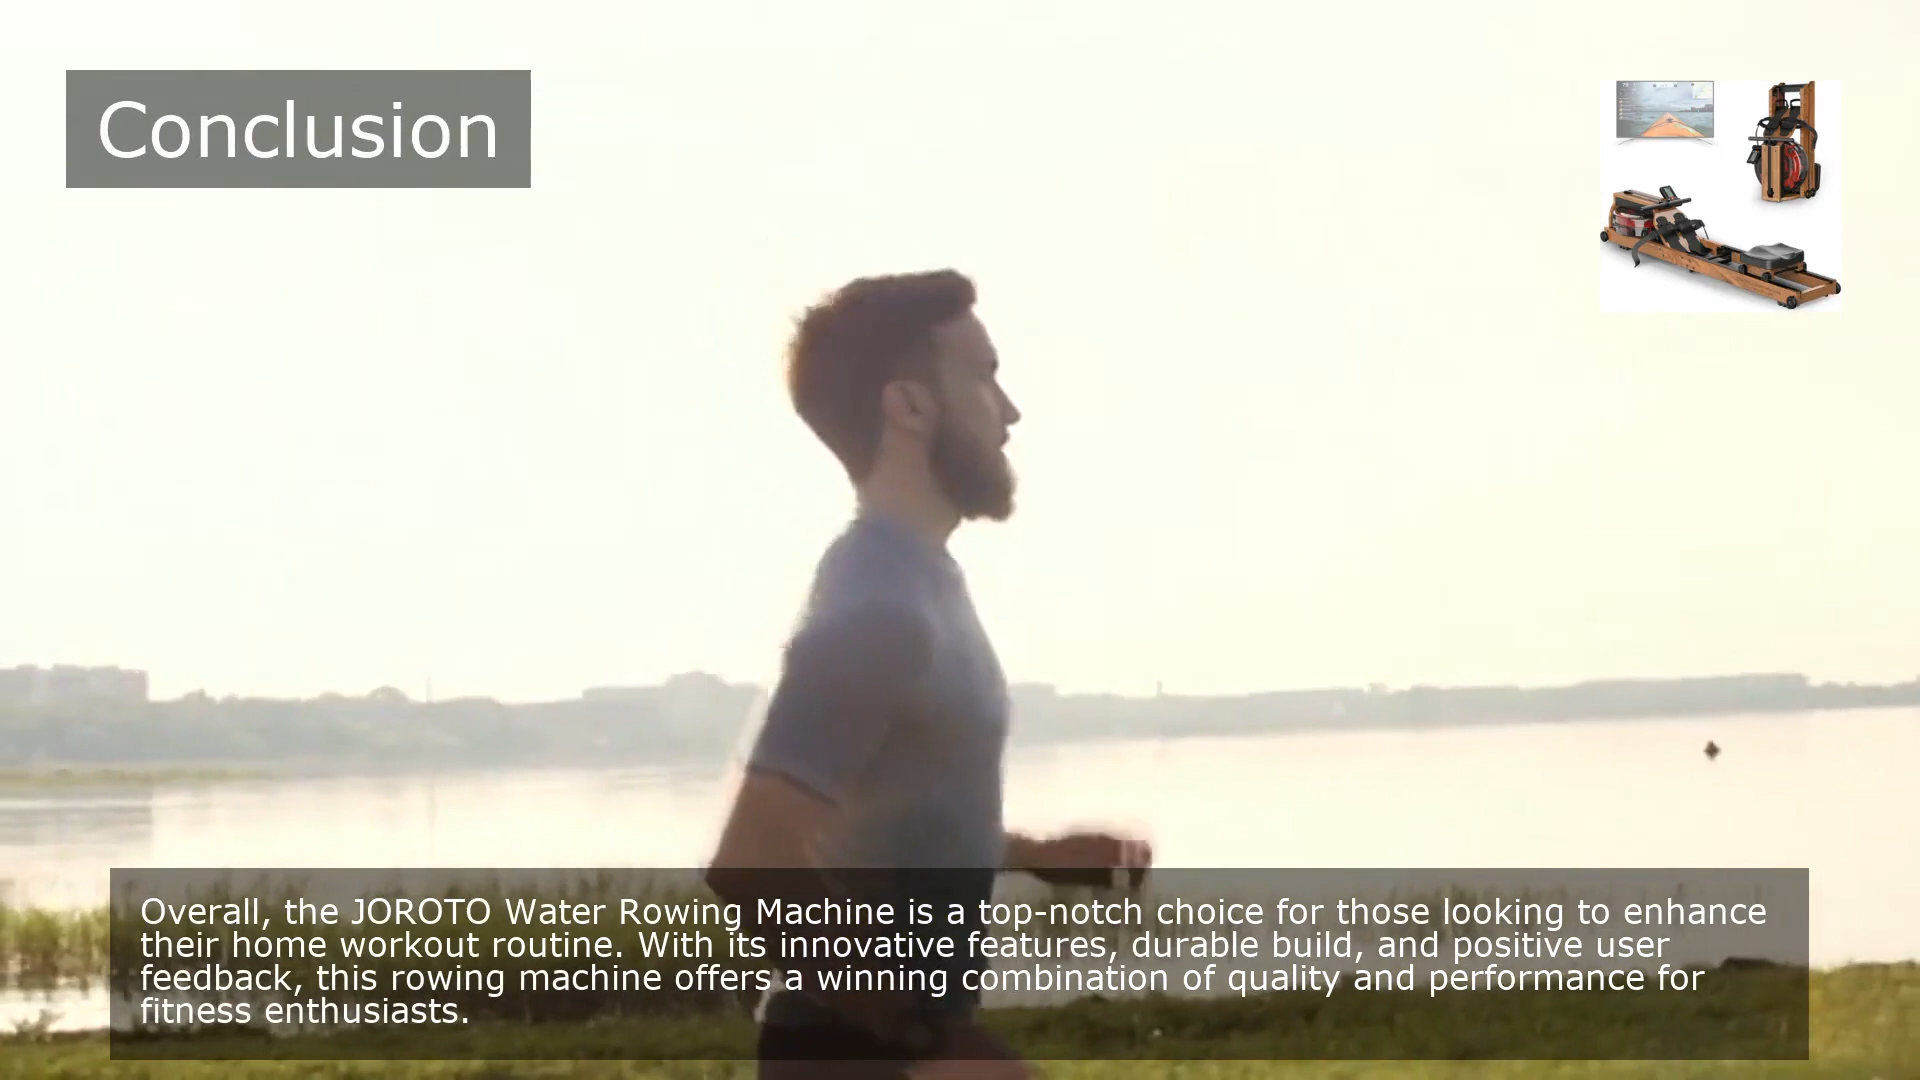 Conclusion
Overall, the JOROTO Water Rowing Machine is a top-notch choice for those looking to enhance
their home workout routine. With its innovative features, durable build, and positive user
feedback, this rowing machine offers a winning combination of quality and performance for
fitness enthusiasts.